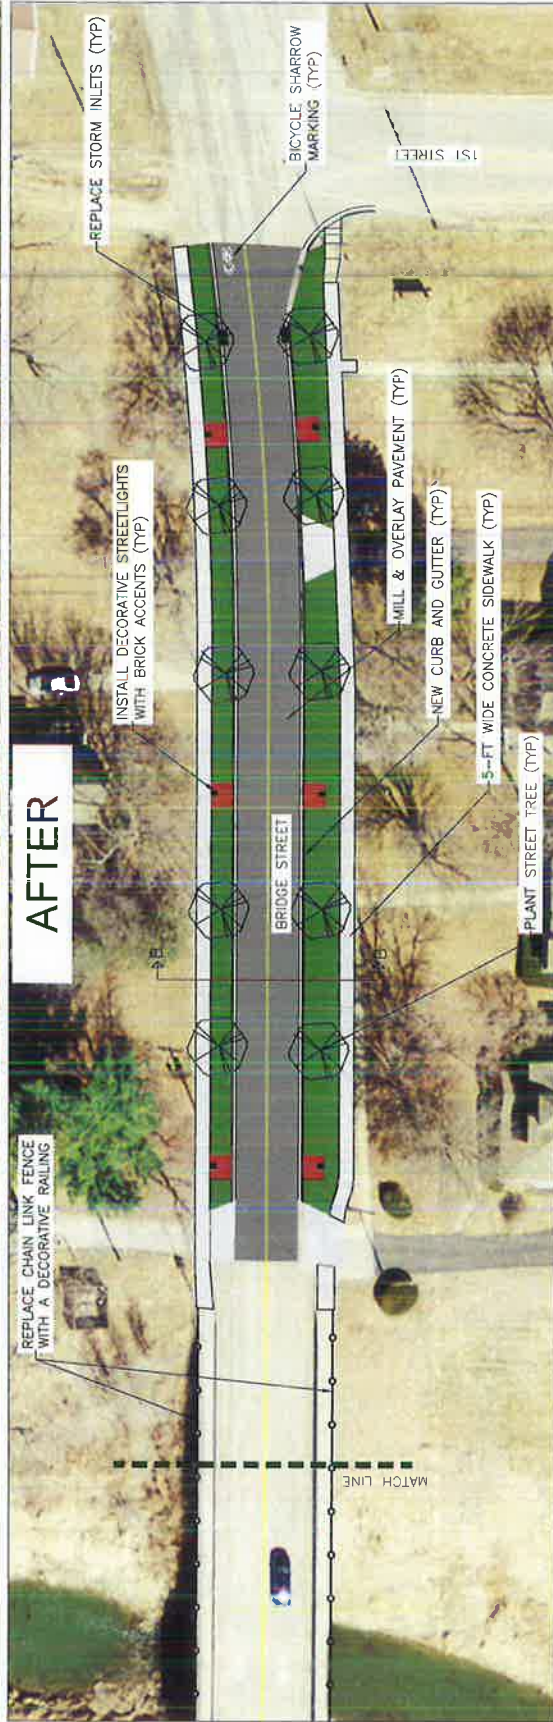 AFTER
REPLACE CHAIN LINK FENCE
WITH A DECORATIVE RAILING
INSTALL DECORATIVE STREETLIGHTS
WITH BRICK ACCENTS (TYP)
REPLACE STORM INLETS (TYP)
BICYCLE SHARROW
MARKING (TYP)
1ST STREET
BRIDGE STREET
B
B
MILL & OVERLAY PAVEMENT (TYP)
NEW CURB AND GUTTER (TYP)
5-FT WIDE CONCRETE SIDEWALK (TYP)
PLANT STREET TREE (TYP)
MATCH LINE